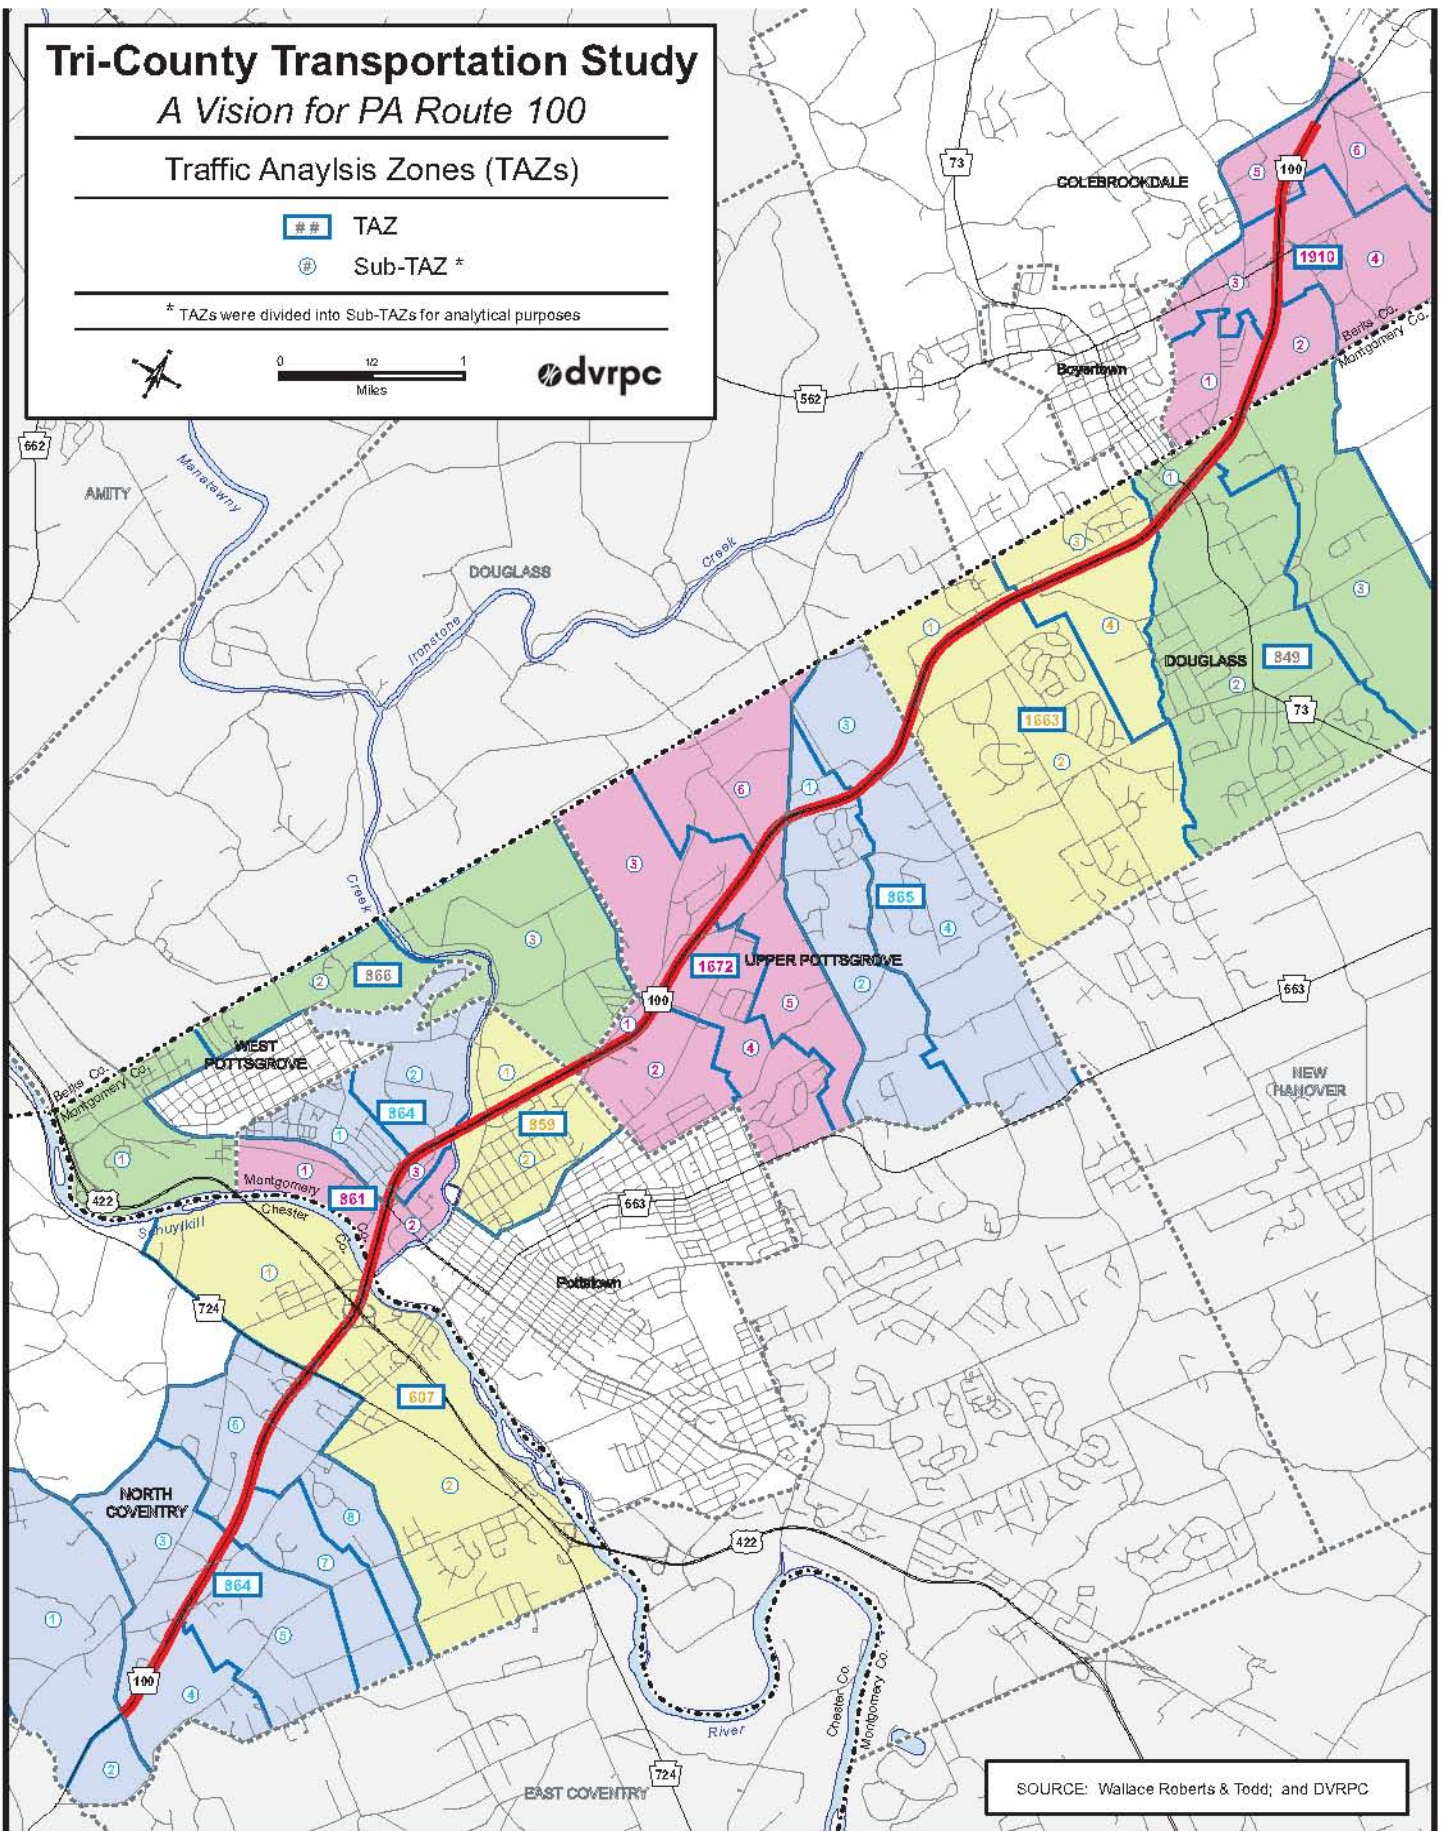 Tri-County Transportation Study
A Vision for PA Route 100
Traffic Anaylsis Zones (TAZs)
## TAZ
# Sub-TAZ *
* TAZs were divided into Sub-TAZs for analytical purposes
0 1/2 1
Miles
dvrpc
73
COLEBROOKDALE
5
100
6
1910
4
3
Berks Co.
Montgomery Co.
2
Boyertown
1
562
662
AMITY
Manatawny
Creek
DOUGLASS
Ironstone
1
3
3
1
4
DOUGLASS
849
2
73
1663
2
3
6
1
3
865
4
Creek
3
1672
UPPER POTTSGROVE
2
866
2
100
5
663
1
4
2
WEST
POTTSGROVE
Berks Co.
Montgomery Co.
2
1
NEW
HANOVER
864
859
1
2
1
1
3
Montgomery
861
422
Chester
Co.
Co.
2
663
Schuylkill
1
Pottstown
724
607
6
2
NORTH
COVENTRY
3
8
7
422
864
1
5
100
4
Chester Co.
Montgomery Co.
River
2
724
EAST COVENTRY
SOURCE: Wallace Roberts & Todd; and DVRPC